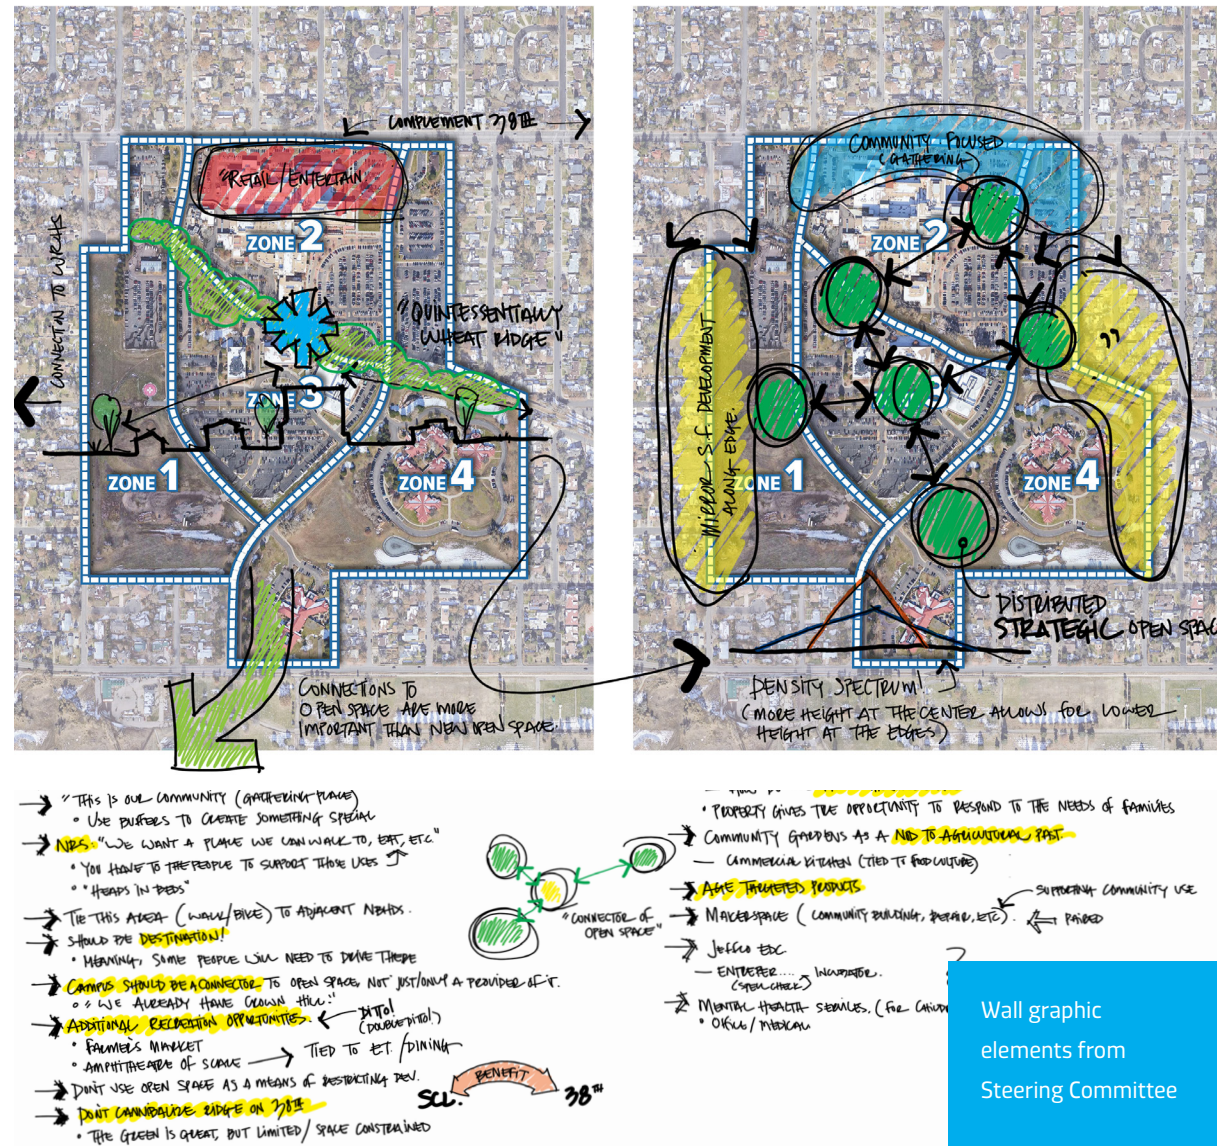 COMPLEMENT 38TH
"RETAIL/ENTERTAIN"
ZONE 2
CONNECTION TO WRHS
"QUINTESSENTIALLY
WHEAT RIDGE"
ZONE 3
ZONE 1
ZONE 4
CONNECTIONS TO
OPEN SPACE ARE MORE
IMPORTANT THAN NEW OPEN SPACE.
COMMUNITY FOCUSED
(GATHERING)
ZONE 2
MIRROR S.F. DEVELOPMENT
ALONG EDGE.
"
3
1
ZONE 4
DISTRIBUTED
STRATEGIC OPEN SPAC
DENSITY SPECTRUM!
(MORE HEIGHT AT THE CENTER ALLOWS FOR LOWER
HEIGHT AT THE EDGES)
→ "THIS IS OUR COMMUNITY (GATHERING PLACE)
• USE BUFFERS TO CREATE SOMETHING SPECIAL
→ NRS: "WE WANT A PLACE WE CAN WALK TO, EAT, ETC."
• YOU HAVE TO THE PEOPLE TO SUPPORT THOSE USES
• "HEADS IN BEDS"
→ TIE THIS AREA (WALK/BIKE) TO ADJACENT NBHDS.
→ SHOULD BE DESTINATION!
• MEANING, SOME PEOPLE WILL NEED TO DRIVE THERE
→ CAMPUS SHOULD BE A CONNECTOR TO OPEN SPACE, NOT JUST/ONLY A PROVIDER OF IT.
• "WE ALREADY HAVE CROWN HILL"
→ ADDITIONAL RECREATION OPPORTUNITIES. ← DITTO!
(DOUBLE DITTO!)
• FARMER'S MARKET
• AMPHITHEATRE OF SCALE → TIED TO ET./DINING
→ DON'T USE OPEN SPACE AS A MEANS OF RESTRICTING DEV.
→ DON'T CANNIBALIZE RIDGE ON 38TH
• THE GREEN IS GREAT, BUT LIMITED/SPACE CONSTRAINED
"CONNECTOR OF
OPEN SPACE"
BENEFIT
SCL. 38TH
• PROPERTY GIVES THE OPPORTUNITY TO RESPOND TO THE NEEDS OF FAMILIES
→ COMMUNITY GARDENS AS A NOD TO AGRICULTURAL PAST.
— COMMERCIAL KITCHEN (TIED TO FOOD CULTURE)
→ AGE TARGETED PRODUCTS
SUPPORTING COMMUNITY USE
→ MAKERSPACE (COMMUNITY BUILDING, REPAIR, ETC). ⇐ PAIRED
→ JEFFCO EDC
— ENTREPER.... INCUBATOR.
(SPELL CHECK)
→ MENTAL HEALTH SERVICES. (FOR
• OFFICE/MEDICAL
Wall graphic
elements from
Steering Committee